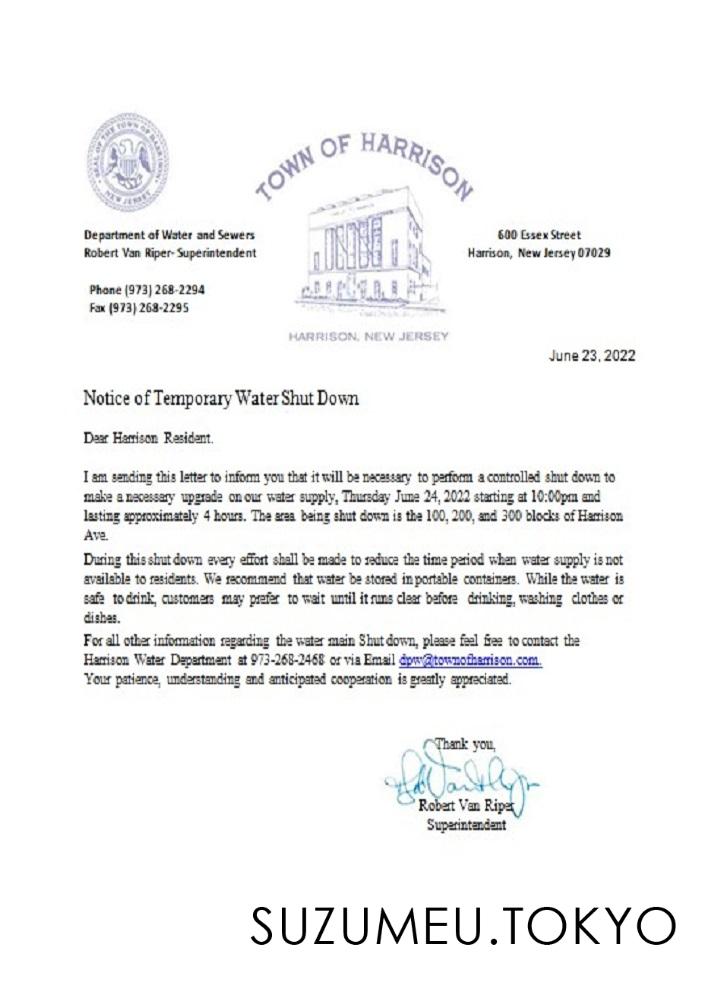 SEAL OF THE TOWN OF HARRISON
NEW JERSEY
TOWN OF HARRISON
Department of Water and Sewers
Robert Van Riper- Superintendent
600 Essex Street
Harrison, New Jersey 07029
Phone (973) 268-2294
Fax (973) 268-2295
HARRISON, NEW JERSEY
June 23, 2022
Notice of Temporary Water Shut Down
Dear Harrison Resident.
I am sending this letter to inform you that it will be necessary to perform a controlled shut down to
make a necessary upgrade on our water supply, Thursday June 24, 2022 starting at 10:00pm and
lasting approximately 4 hours. The area being shut down is the 100, 200, and 300 blocks of Harrison
Ave.
During this shut down every effort shall be made to reduce the time period when water supply is not
available to residents. We recommend that water be stored in portable containers. While the water is
safe to drink, customers may prefer to wait until it runs clear before drinking, washing clothes or
dishes.
For all other information regarding the water main Shut down, please feel free to contact the
Harrison Water Department at 973-268-2468 or via Email dpw@townofharrison.com.
Your patience, understanding and anticipated cooperation is greatly appreciated.
Thank you,
Robert Van Riper
Superintendent
SUZUMEU.TOKYO